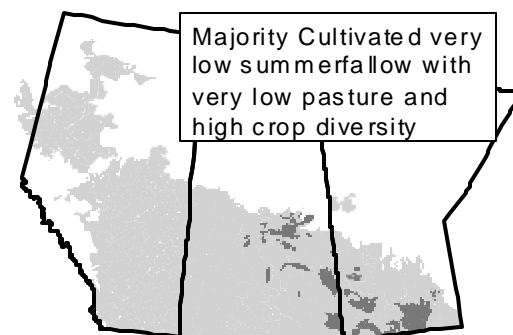 Majority Cultivated very
low summerfallow with
very low pasture and
high crop diversity